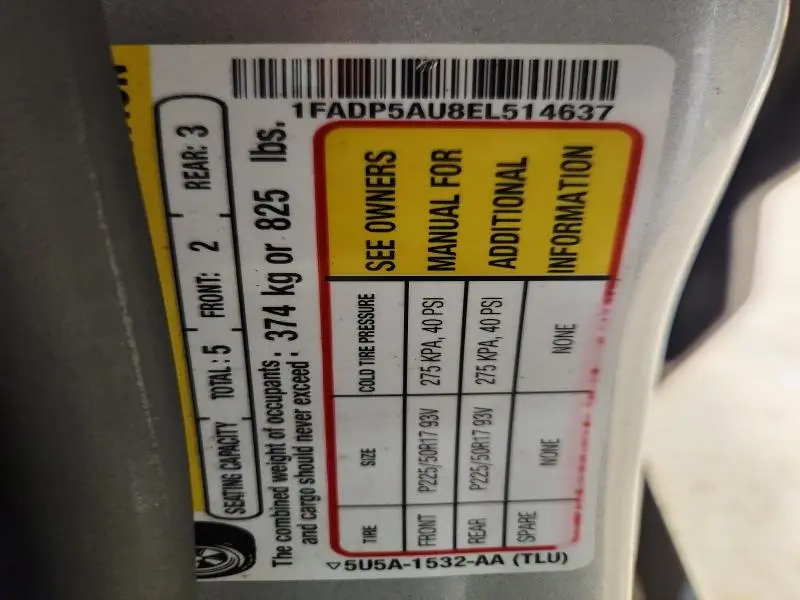 SEATING CAPACITY TOTAL: 5 FRONT: 2 REAR: 3
The combined weight of occupants
and cargo should never exceed: 374 kg or 825 lbs.
TIRE SIZE COLD TIRE PRESSURE SEE OWNERS
FRONT P225/50R17 93V 275 KPA, 40 PSI MANUAL FOR
REAR P225/50R17 93V 275 KPA, 40 PSI ADDITIONAL
SPARE NONE NONE INFORMATION
1FADP5AU8EL514637
5U5A-1532-AA (TLU)